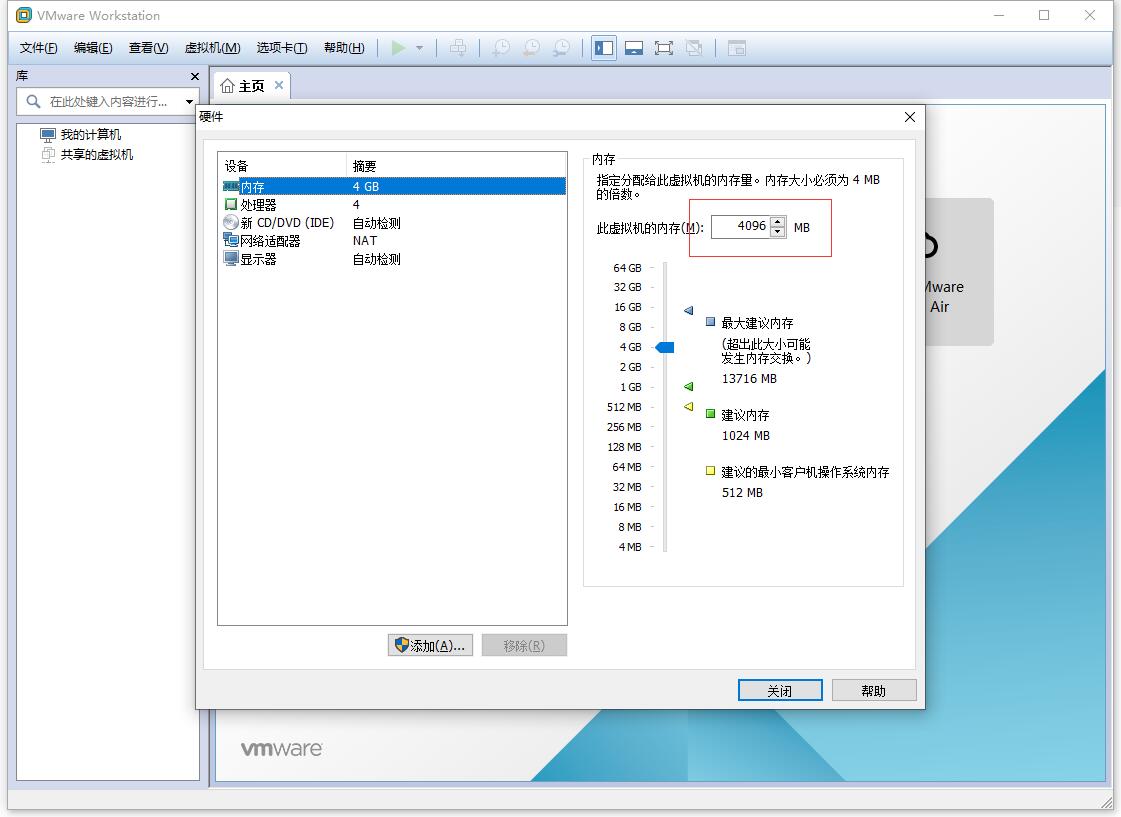 VMware Workstation
文件(F) 编辑(E) 查看(V) 虚拟机(M) 选项卡(T) 帮助(H)
库
在此处键入内容进行...
我的计算机
共享的虚拟机
主页
硬件
设备 摘要
内存 4 GB
处理器 4
新 CD/DVD (IDE) 自动检测
网络适配器 NAT
显示器 自动检测
添加(A)... 移除(R)
内存
指定分配给此虚拟机的内存量。内存大小必须为 4 MB
的倍数。
此虚拟机的内存(M): 4096 MB
64 GB
32 GB
16 GB
8 GB
4 GB
2 GB
1 GB
512 MB
256 MB
128 MB
64 MB
32 MB
16 MB
8 MB
4 MB
最大建议内存
(超出此大小可能
发生内存交换。)
13716 MB
建议内存
1024 MB
建议的最小客户机操作系统内存
512 MB
关闭 帮助
Mware
Air
vmware